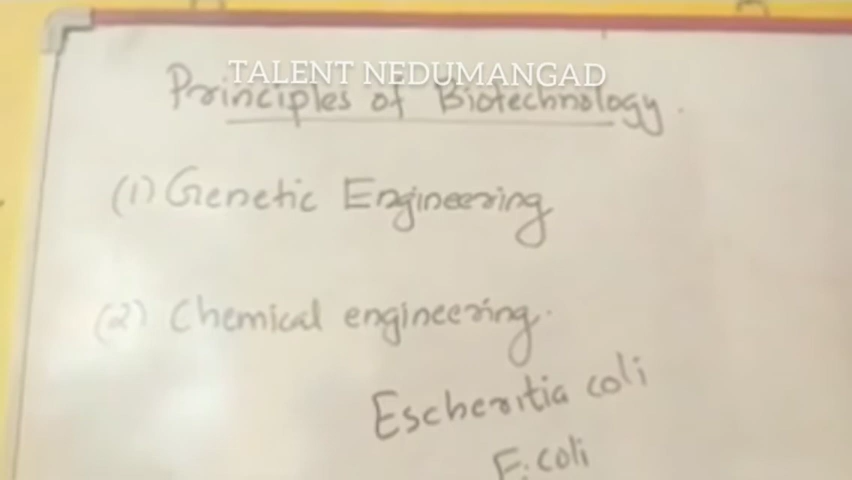 TALENT NEDUMANGAD
Principles of Biotechnology.
(1) Genetic Engineering
(2) Chemical engineering.
Escheritia coli
E. coli